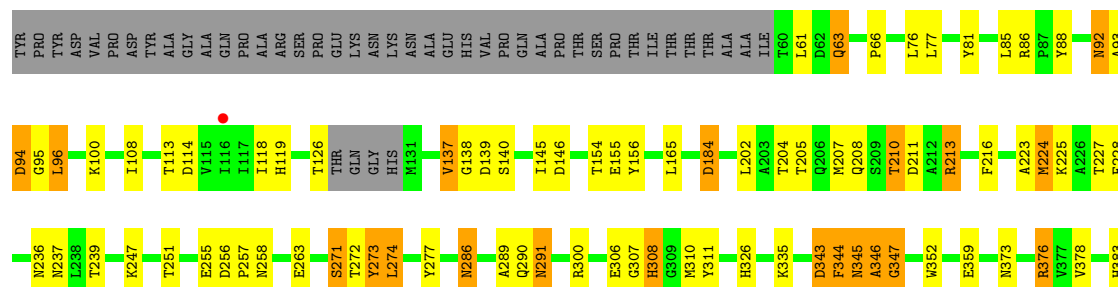 TYR PRO TYR ASP VAL PRO ASP TYR ALA GLY ALA GLN PRO ALA ARG SER PRO GLU LYS ASN LYS ASN ALA GLU HIS VAL PRO GLN ALA PRO THR SER PRO THR ILE THR THR THR ALA ALA ILE T60 L61 D62 Q63 P66 L76 L77 Y81 L85 R86 P87 Y88 N92
D94 G95 L96 K100 I108 T113 D114 V115 I116 I117 I118 H119 T126 THR GLN GLY HIS M131 V137 G138 D139 S140 I145 D146 T154 E155 Y156 L165 D184 L202 A203 T204 T205 Q206 M207 Q208 S209 T210 D211 A212 R213 F216 A223 M224 K225 A226 T227
N236 N237 L238 T239 K247 T251 E255 D256 P257 N258 E263 S271 T272 Y273 L274 Y277 N286 A289 Q290 N291 R300 E306 G307 H308 G309 M310 Y311 H326 K335 D343 F344 N345 A346 G347 W352 E359 N373 R376 V377 V378